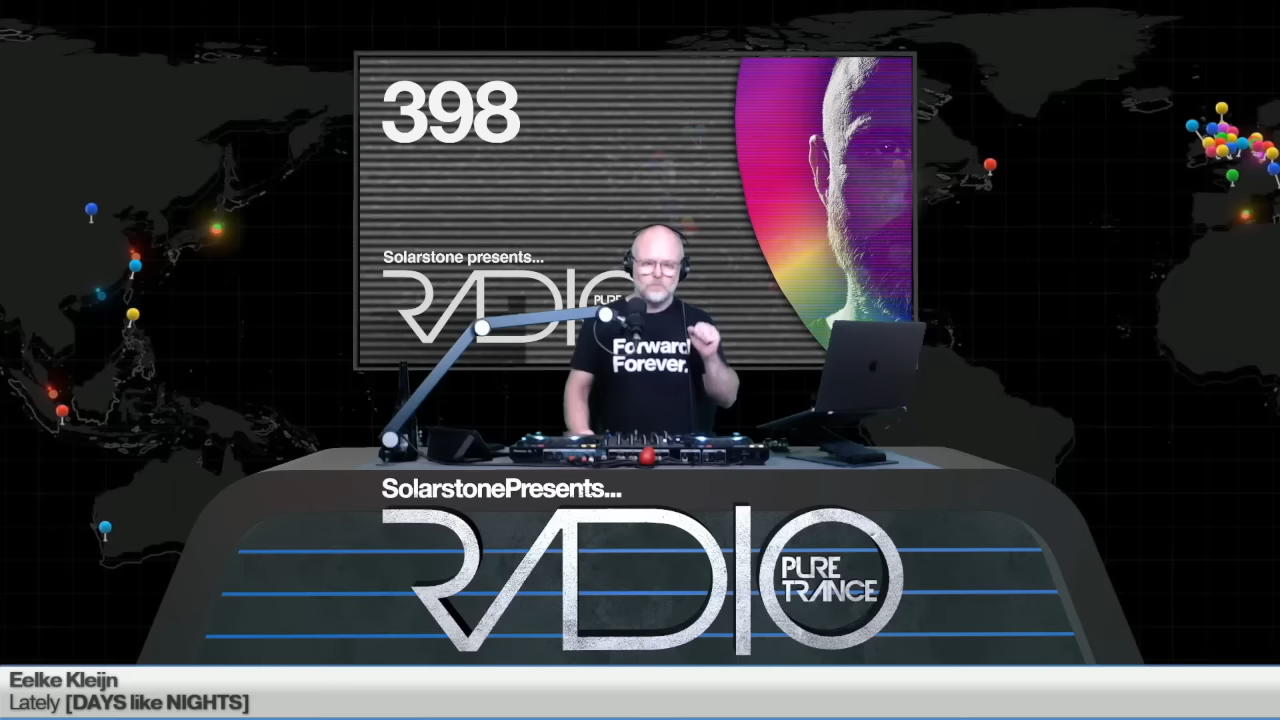 398
Solarstone presents...
RADIO
PURE
Forward
Forever.
SolarstonePresents...
RADIO
PURE
TRANCE
Eelke Kleijn
Lately [DAYS like NIGHTS]